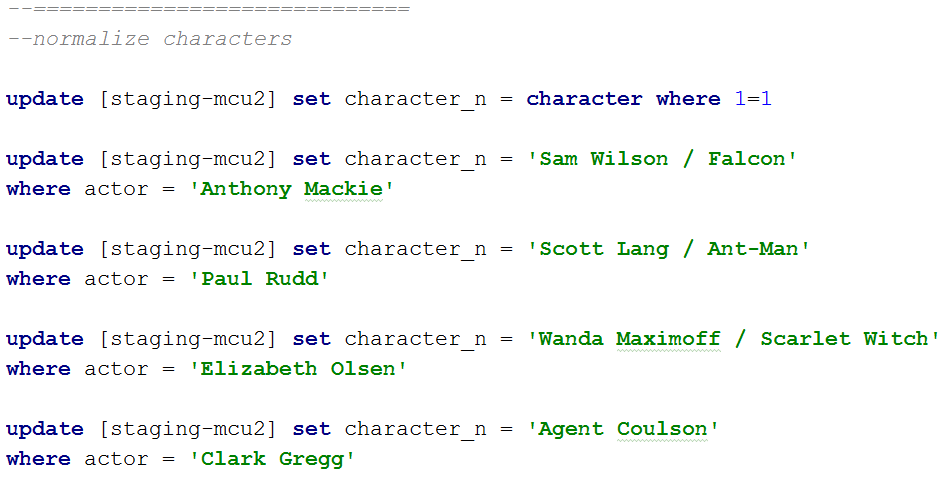 --=============================
--normalize characters
update [staging-mcu2] set character_n = character where 1=1
update [staging-mcu2] set character_n = 'Sam Wilson / Falcon'
where actor = 'Anthony Mackie'
update [staging-mcu2] set character_n = 'Scott Lang / Ant-Man'
where actor = 'Paul Rudd'
update [staging-mcu2] set character_n = 'Wanda Maximoff / Scarlet Witch'
where actor = 'Elizabeth Olsen'
update [staging-mcu2] set character_n = 'Agent Coulson'
where actor = 'Clark Gregg'